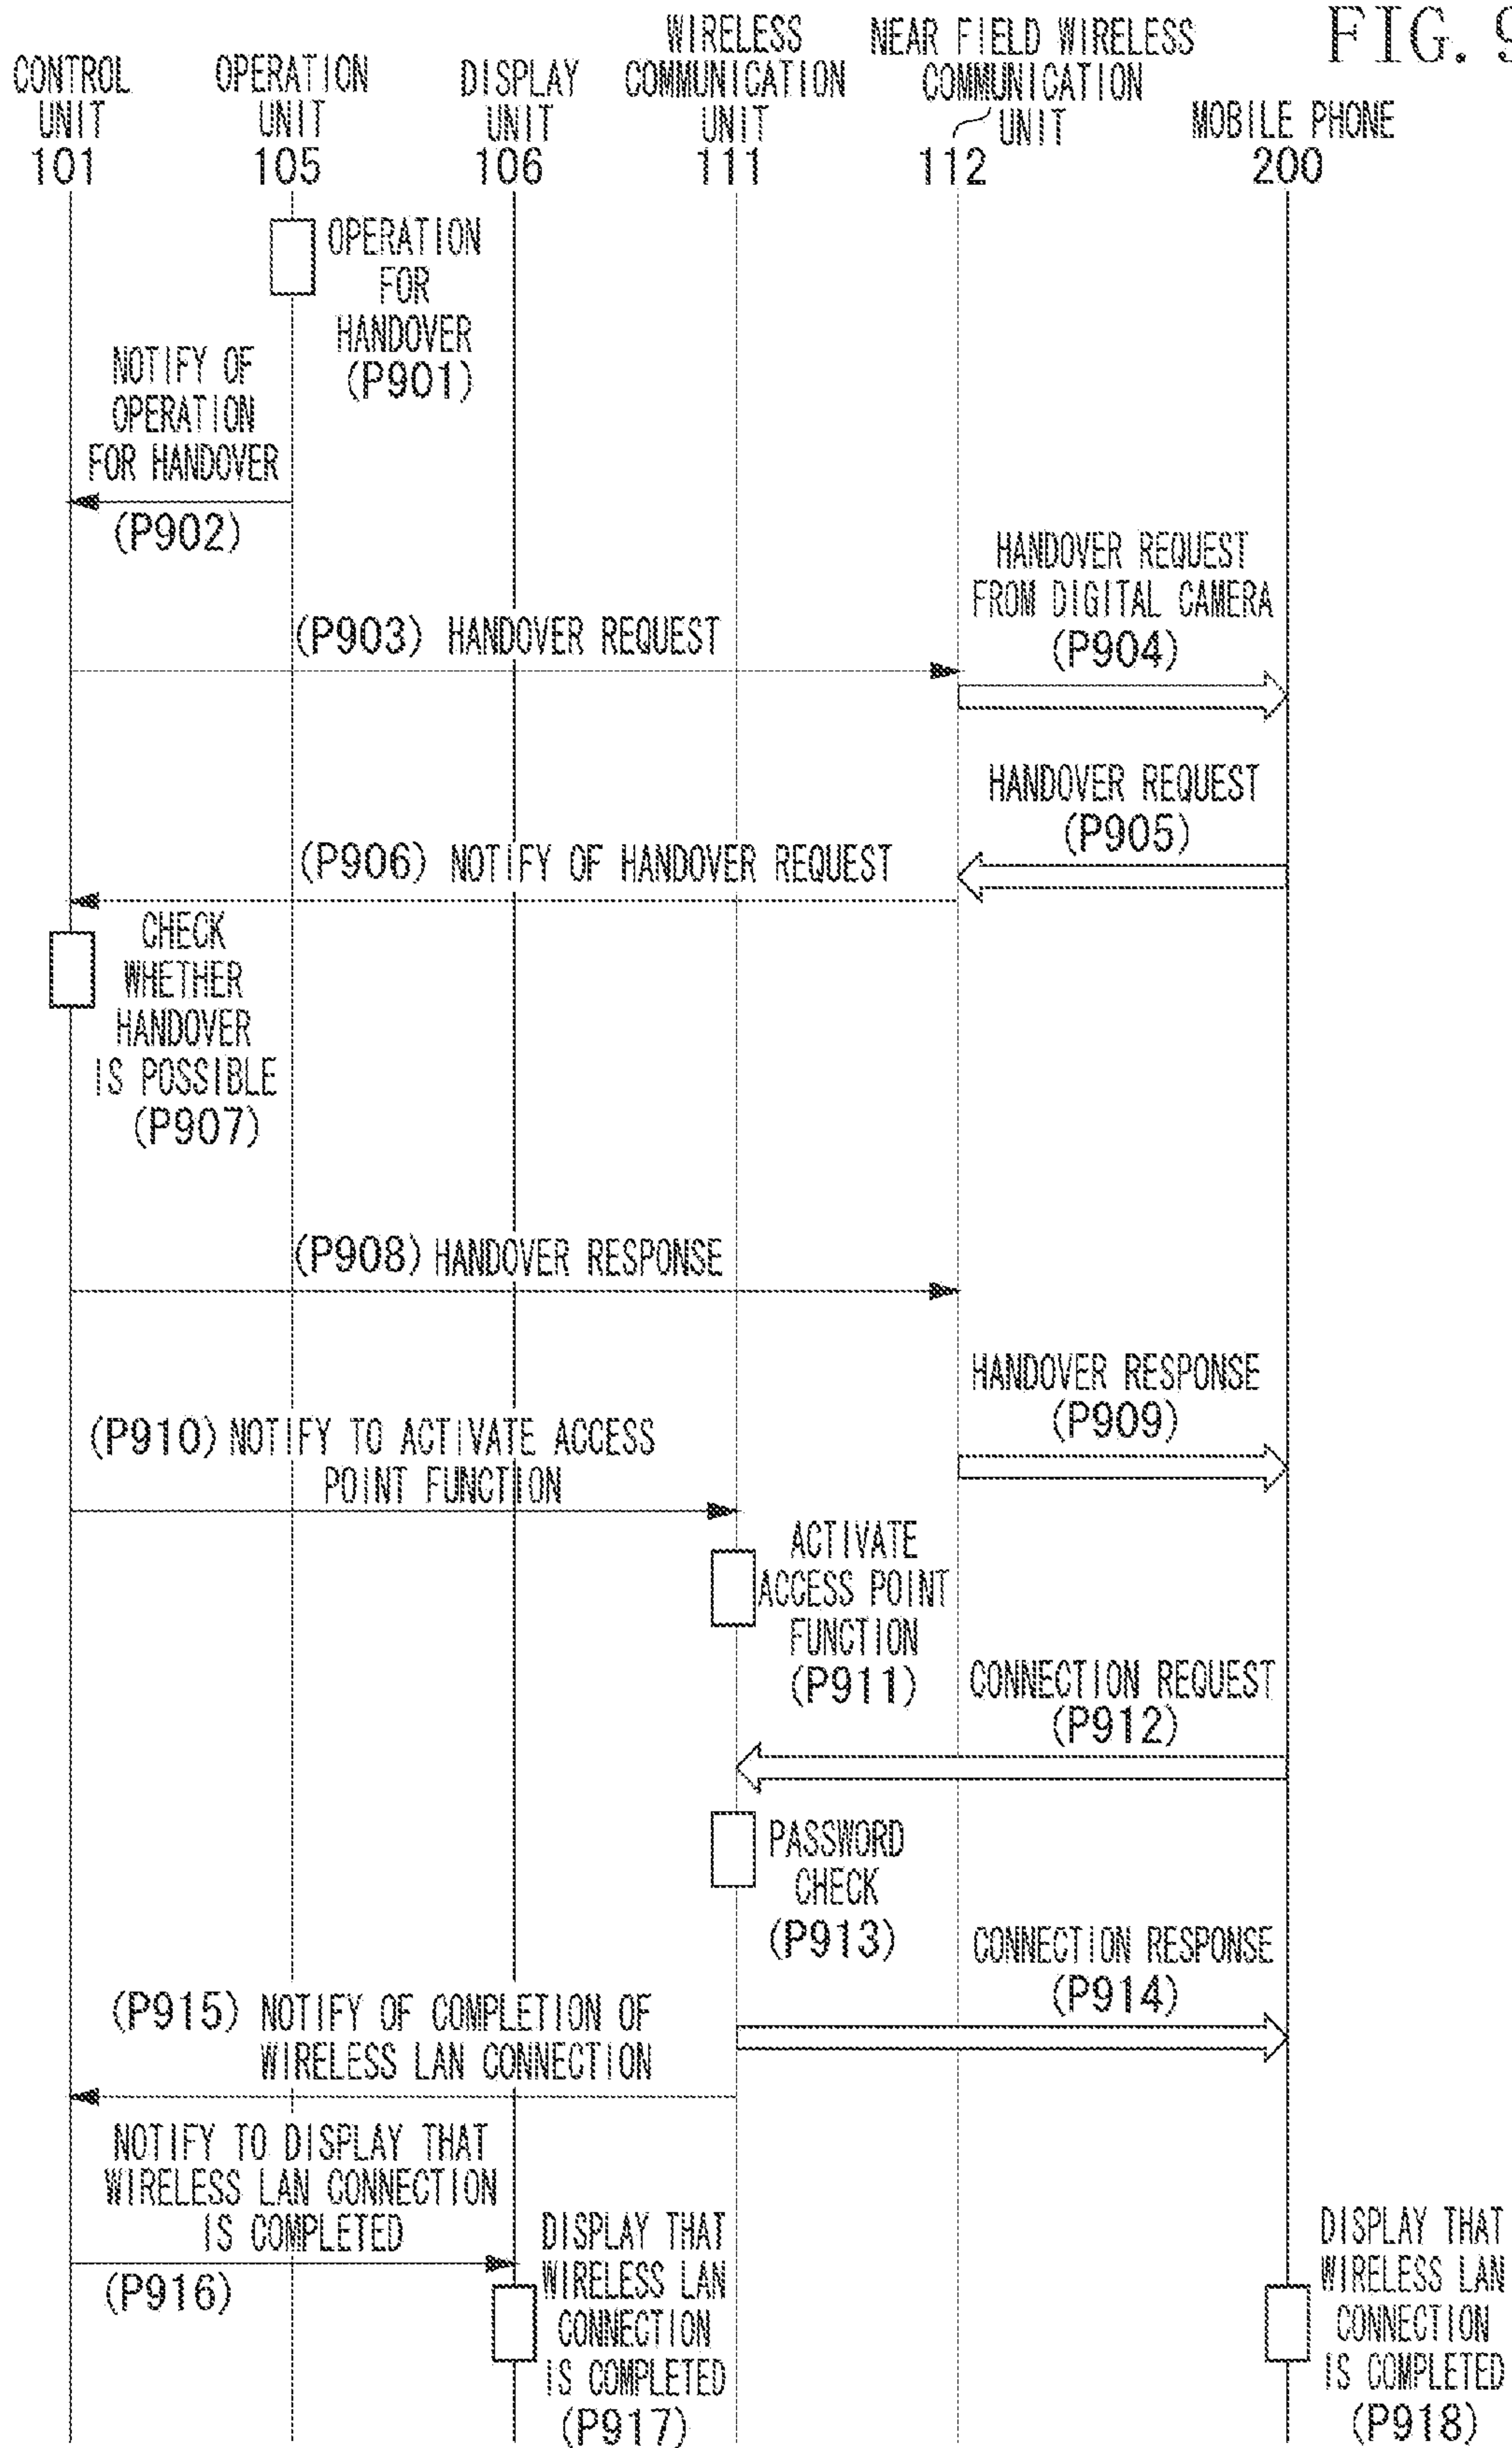 FIG. 9
CONTROL
UNIT
101
OPERATION
UNIT
105
DISPLAY
UNIT
106
WIRELESS
COMMUNICATION
UNIT
111
NEAR FIELD WIRELESS
COMMUNICATION
UNIT
112
MOBILE PHONE
200
OPERATION
FOR
HANDOVER
(P901)
NOTIFY OF
OPERATION
FOR HANDOVER
(P902)
(P903) HANDOVER REQUEST
HANDOVER REQUEST
FROM DIGITAL CAMERA
(P904)
HANDOVER REQUEST
(P905)
(P906) NOTIFY OF HANDOVER REQUEST
CHECK
WHETHER
HANDOVER
IS POSSIBLE
(P907)
(P908) HANDOVER RESPONSE
HANDOVER RESPONSE
(P909)
(P910) NOTIFY TO ACTIVATE ACCESS
POINT FUNCTION
ACTIVATE
ACCESS POINT
FUNCTION
(P911)
CONNECTION REQUEST
(P912)
PASSWORD
CHECK
(P913)
CONNECTION RESPONSE
(P914)
(P915) NOTIFY OF COMPLETION OF
WIRELESS LAN CONNECTION
NOTIFY TO DISPLAY THAT
WIRELESS LAN CONNECTION
IS COMPLETED
(P916)
DISPLAY THAT
WIRELESS LAN
CONNECTION
IS COMPLETED
(P917)
DISPLAY THAT
WIRELESS LAN
CONNECTION
IS COMPLETED
(P918)